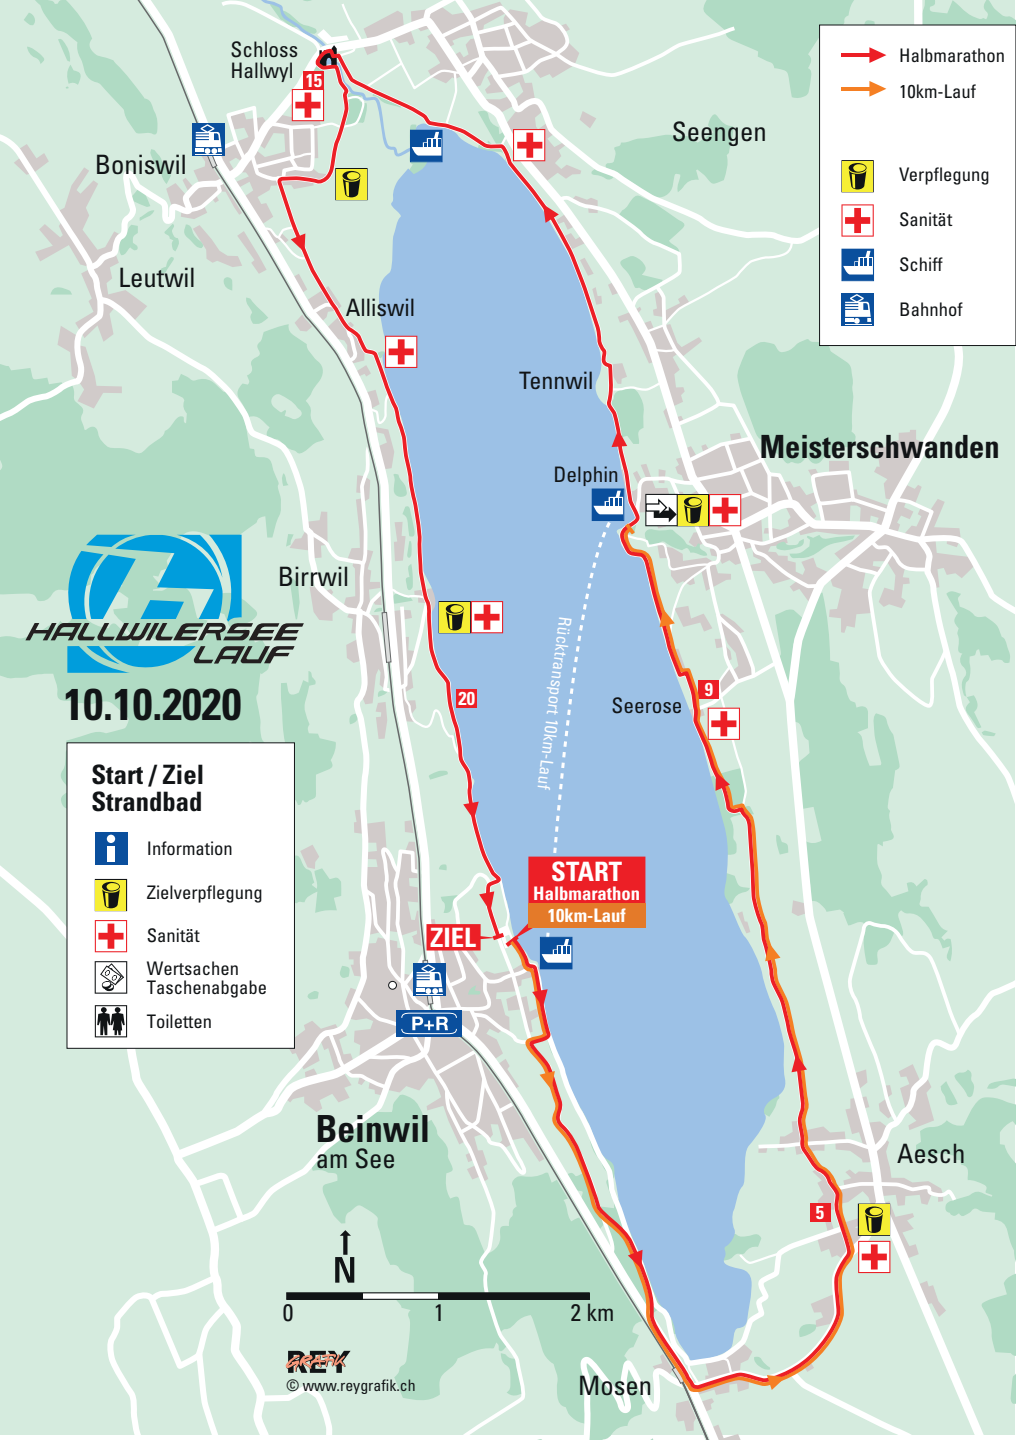 Schloss
Hallwyl
15
Halbmarathon
10km-Lauf
Seengen
Verpflegung
Sanität
Schiff
Bahnhof
Boniswil
Leutwil
Alliswil
Tennwil
Meisterschwanden
Delphin
HALLWILERSEE
LAUF
10.10.2020
Birrwil
Rücktransport 10km-Lauf
Seerose
9
20
Start / Ziel
Strandbad
Information
Zielverpflegung
Sanität
Wertsachen
Taschenabgabe
Toiletten
START
Halbmarathon
10km-Lauf
ZIEL
P+R
Beinwil
am See
Aesch
5
N
0 1 2 km
REY
GRAFIK
© www.reygrafik.ch
Mosen